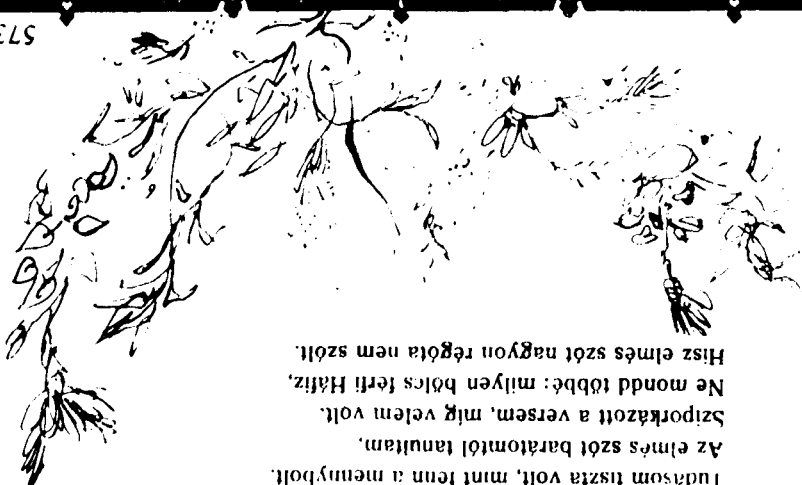 Tudásom tiszta volt, mint fenn a mennybolt.
Az elmés szót barátomtól tanultam,
Sziporkázott a versem, míg velem volt.
Ne mondd többé: milyen bölcs férfi Háfiz,
Hisz elmés szót nagyon régóta nem szólt.
573